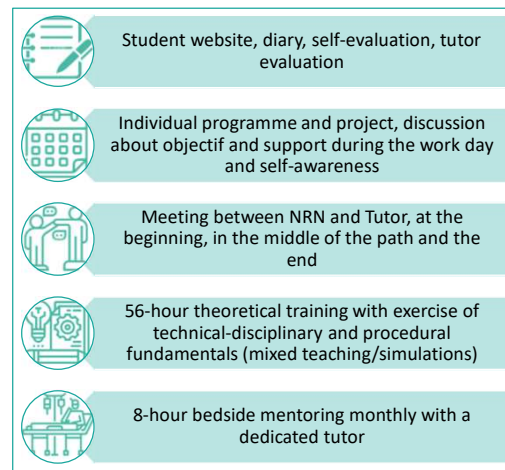 Student website, diary, self-evaluation, tutor
evaluation
Individual programme and project, discussion
about objectif and support during the work day
and self-awareness
Meeting between NRN and Tutor, at the
beginning, in the middle of the path and the
end
56-hour theoretical training with exercise of
technical-disciplinary and procedural
fundamentals (mixed teaching/simulations)
8-hour bedside mentoring monthly with a
dedicated tutor